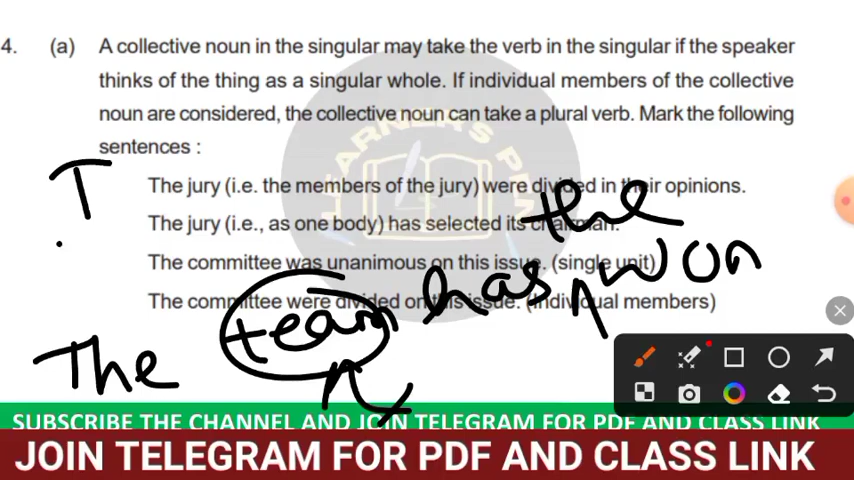 4. (a) A collective noun in the singular may take the verb in the singular if the speaker
thinks of the thing as a singular whole. If individual members of the collective
noun are considered, the collective noun can take a plural verb. Mark the following
sentences :
T
The jury (i.e. the members of the jury) were divided in their opinions.
the
The jury (i.e., as one body) has selected its chairman.
The committee was unanimous on this issue. (single unit)
The committee were divided on this issue. (Individual members)
The team has won
SUBSCRIBE THE CHANNEL AND JOIN TELEGRAM FOR PDF AND CLASS LINK
JOIN TELEGRAM FOR PDF AND CLASS LINK